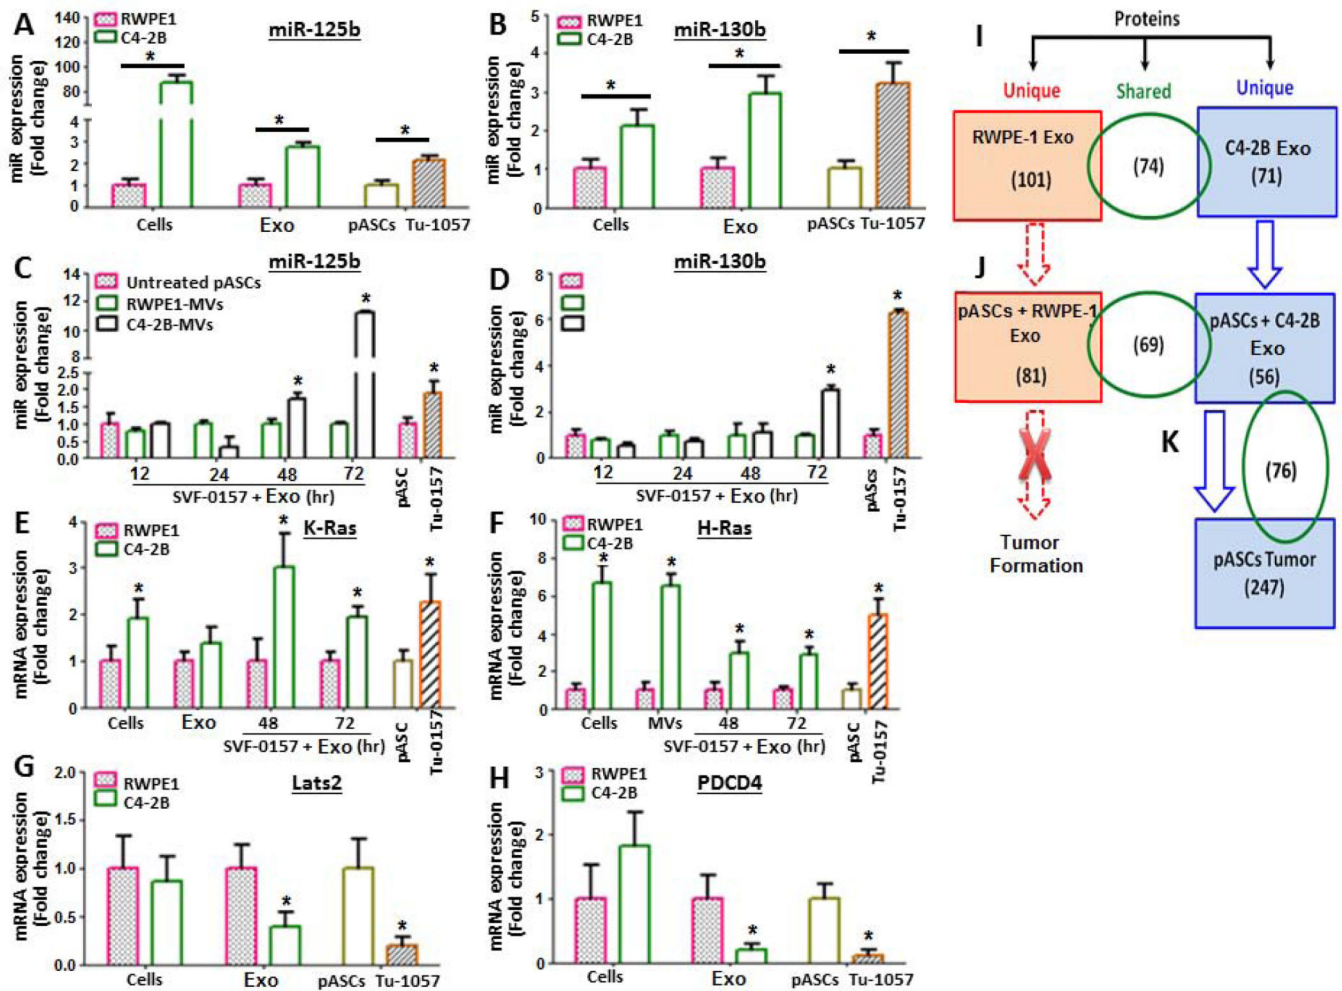 A
RWPE1
C4-2B
miR-125b
miR expression
(Fold change)
140
120
100
80
4
3
2
1
0
*
*
*
Cells
Exo
pASCs Tu-1057
B
RWPE1
C4-2B
miR-130b
miR expression
(Fold change)
5
4
3
2
1
0
*
*
*
Cells
Exo
pASCs Tu-1057
C
miR-125b
Untreated pASCs
RWPE1-MVs
C4-2B-MVs
miR expression
(Fold change)
14
12
10
8
2.5
2.0
1.5
1.0
0.5
0.0
*
*
*
12
24
48
72
SVF-0157 + Exo (hr)
pASC
Tu-0157
D
miR-130b
miR expression
(Fold change)
8
6
4
2
0
*
*
12
24
48
72
SVF-0157 + Exo (hr)
pAScs
Tu-0157
E
RWPE1
C4-2B
K-Ras
mRNA expression
(Fold change)
4
3
2
1
0
*
*
*
*
Cells
Exo
48
72
SVF-0157 + Exo (hr)
pASC
Tu-0157
F
RWPE1
C4-2B
H-Ras
mRNA expression
(Fold change)
10
8
6
4
2
0
*
*
*
*
*
Cells
MVs
48
72
SVF-0157 + Exo (hr)
pASC
Tu-0157
G
RWPE1
C4-2B
Lats2
mRNA expression
(Fold change)
2.0
1.5
1.0
0.5
0.0
*
*
Cells
Exo
pASCs Tu-1057
H
RWPE1
C4-2B
PDCD4
mRNA expression
(Fold change)
3
2
1
0
*
*
Cells
Exo
pASCs Tu-1057
I
Proteins
Unique
Shared
Unique
RWPE-1 Exo
(101)
(74)
C4-2B Exo
(71)
J
pASCs + RWPE-1
Exo
(81)
(69)
pASCs + C4-2B
Exo
(56)
X
Tumor
Formation
K
(76)
pASCs Tumor
(247)